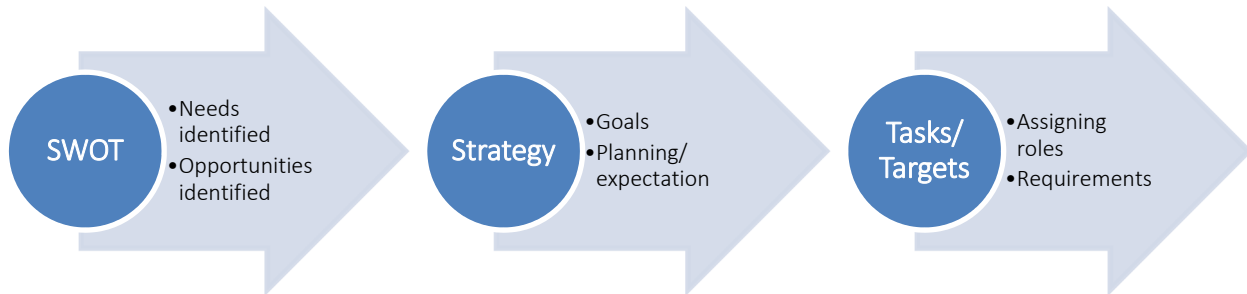 SWOT
•Needs
identified
•Opportunities
identified
Strategy
•Goals
•Planning/
expectation
Tasks/
Targets
•Assigning
roles
•Requirements